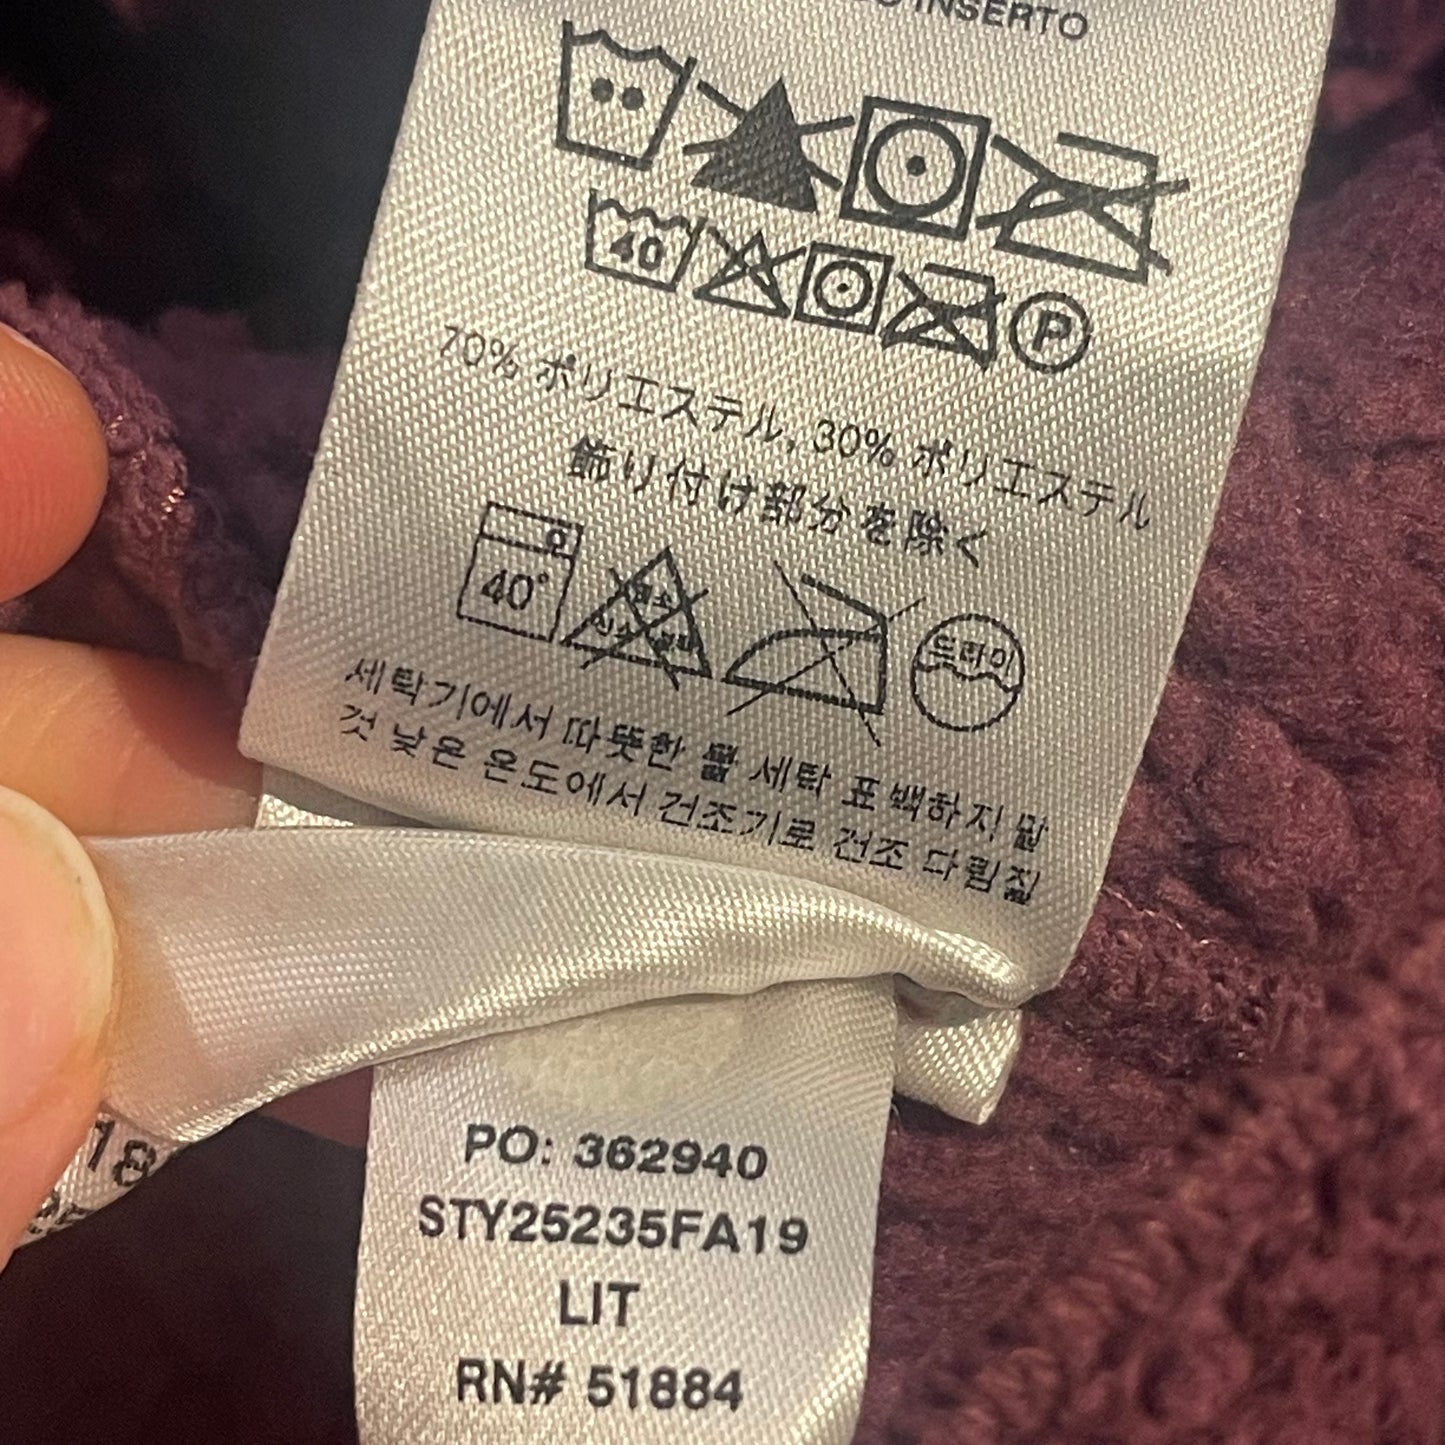 INSERTO
40
P
70% ポリエステル, 30% ポリエステル
飾り付け部分を除く
40°
드라이
세탁기에서 따뜻한 물 세탁 표백하지 말
것 낮은 온도에서 건조기로 건조 다림질
18
PO: 362940
STY25235FA19
LIT
RN# 51884